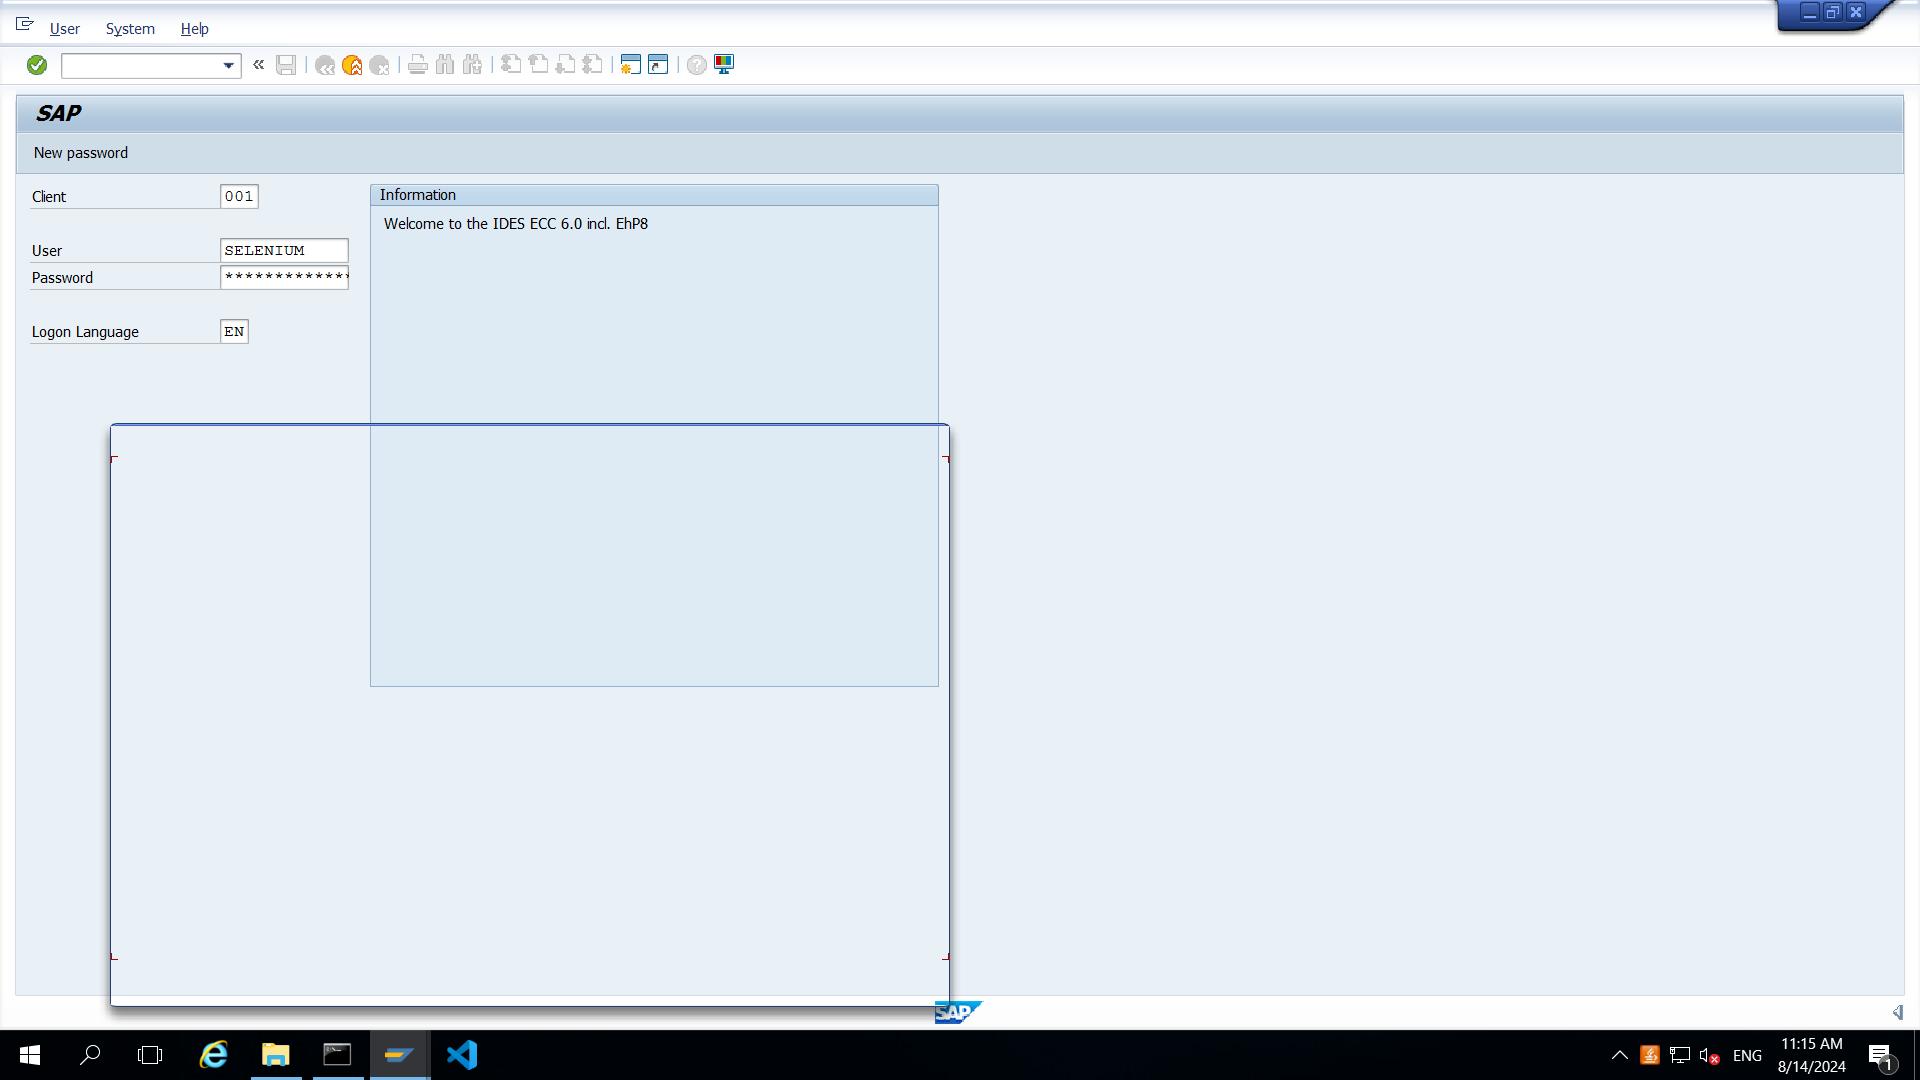 User System Help
SAP
New password
Client 001
Information
Welcome to the IDES ECC 6.0 incl. EhP8
User SELENIUM
Password *************
Logon Language EN
SAP
ENG
11:15 AM
8/14/2024
1